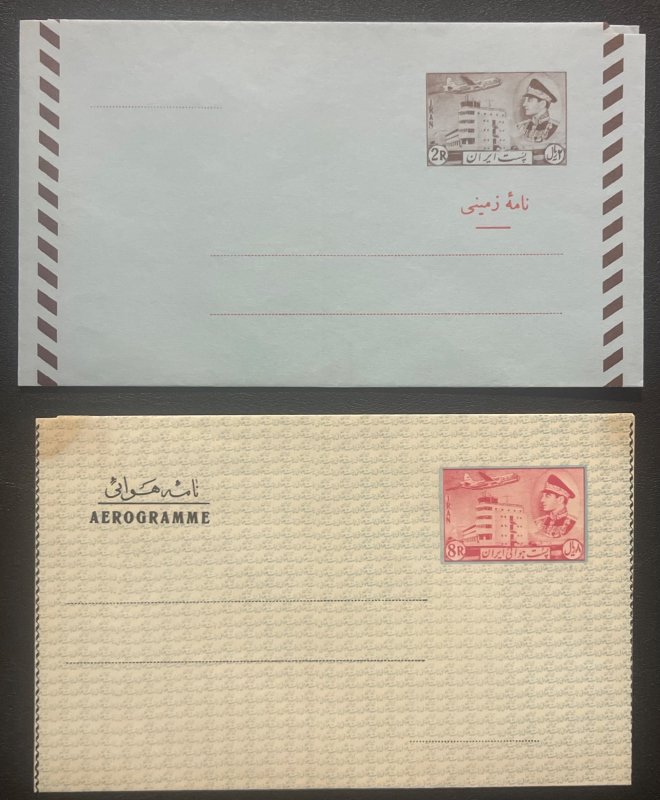 IRAN
2R پست ایران ۲ ریال
نامهٔ زمینی
نامه هوائی
AEROGRAMME
IRAN
8R پست هوائی ایران ۸ ریال